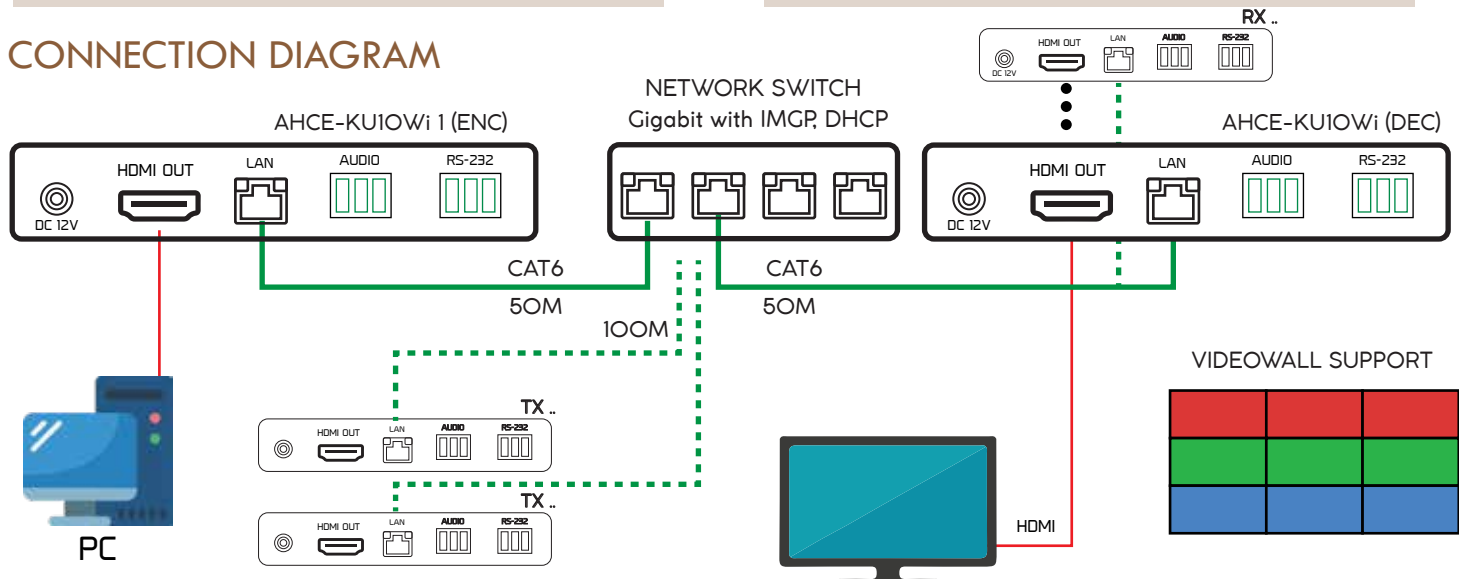 CONNECTION DIAGRAM
RX ..
HDMI OUT
LAN
AUDIO
RS-232
DC 12V
AHCE-KU10Wi 1 (ENC)
HDMI OUT
LAN
AUDIO
RS-232
DC 12V
NETWORK SWITCH
Gigabit with IMGP, DHCP
AHCE-KU10Wi (DEC)
HDMI OUT
LAN
AUDIO
RS-232
DC 12V
CAT6
50M
CAT6
50M
100M
TX ..
HDMI OUT
LAN
AUDIO
RS-232
TX ..
HDMI OUT
LAN
AUDIO
RS-232
PC
HDMI
VIDEOWALL SUPPORT